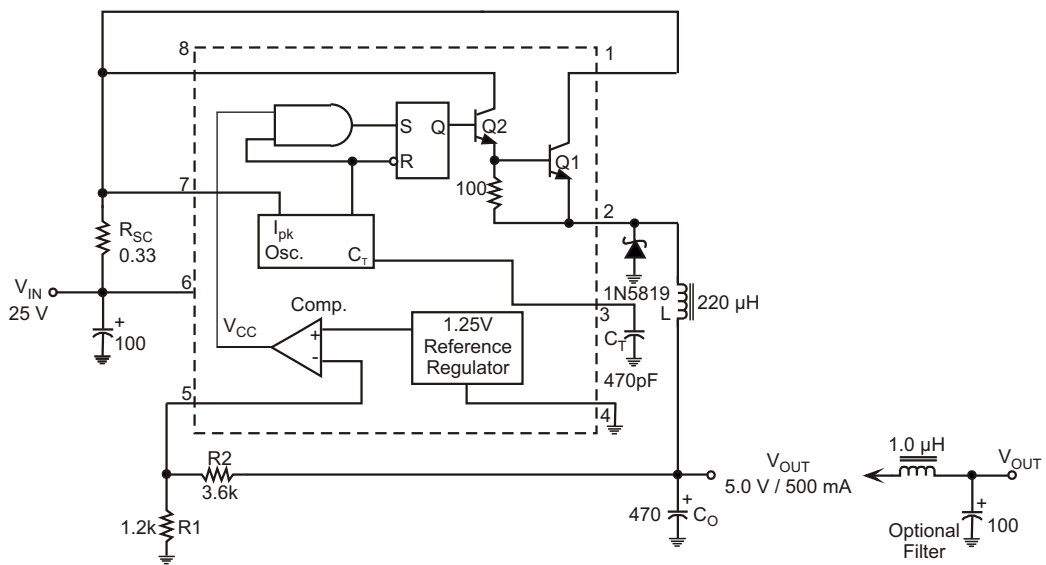 8
1
S
Q
R
Q2
Q1
100
7
2
I_pk
Osc.
C_T
R_SC
0.33
V_IN
25 V
6
100
+
1N5819
L
220 µH
3
C_T
470pF
Comp.
V_CC
+
-
1.25V
Reference
Regulator
5
4
R2
3.6k
1.2k
R1
V_OUT
5.0 V / 500 mA
470
+
C_O
1.0 µH
V_OUT
+
100
Optional
Filter